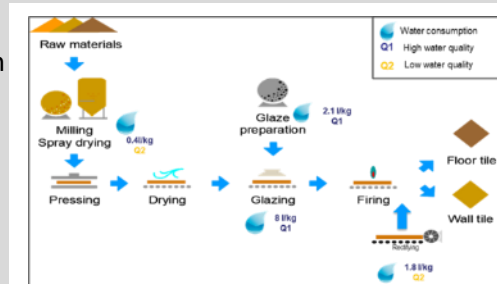 Raw materials
Water consumption
Q1 High water quality
Q2 Low water quality
Milling
Spray drying
0.4l/kg
Q2
Glaze
preparation
2.1 l/kg
Q1
Pressing
Drying
Glazing
Firing
Floor tile
Wall tile
8 l/kg
Q1
Rectifying
1.8 l/kg
Q2